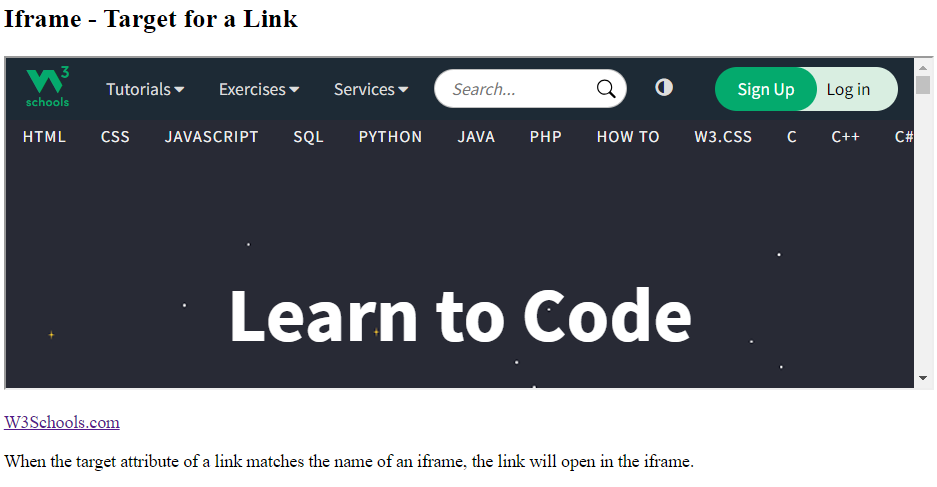 Iframe - Target for a Link
W3 schools Tutorials Exercises Services Search... Sign Up Log in
HTML CSS JAVASCRIPT SQL PYTHON JAVA PHP HOW TO W3.CSS C C++ C#
Learn to Code
W3Schools.com
When the target attribute of a link matches the name of an iframe, the link will open in the iframe.